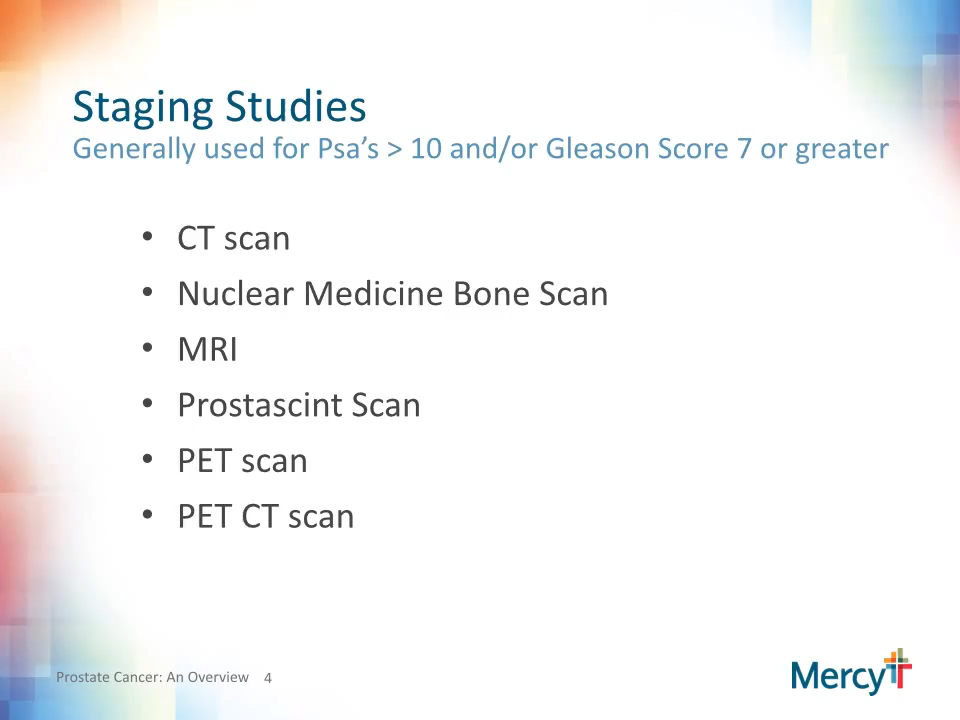 Staging Studies
Generally used for Psa’s > 10 and/or Gleason Score 7 or greater
• CT scan
• Nuclear Medicine Bone Scan
• MRI
• Prostascint Scan
• PET scan
• PET CT scan
Prostate Cancer: An Overview 4
Mercy